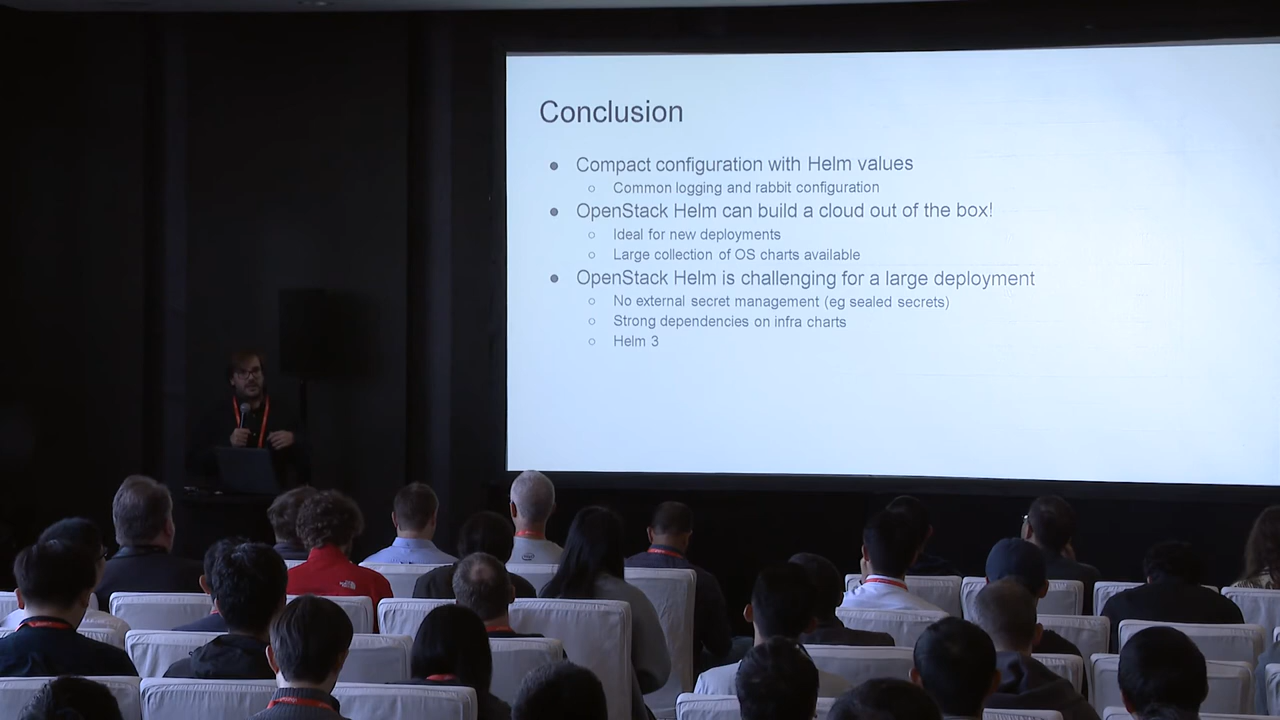 Conclusion
● Compact configuration with Helm values
○ Common logging and rabbit configuration
● OpenStack Helm can build a cloud out of the box!
○ Ideal for new deployments
○ Large collection of OS charts available
● OpenStack Helm is challenging for a large deployment
○ No external secret management (eg sealed secrets)
○ Strong dependencies on infra charts
○ Helm 3